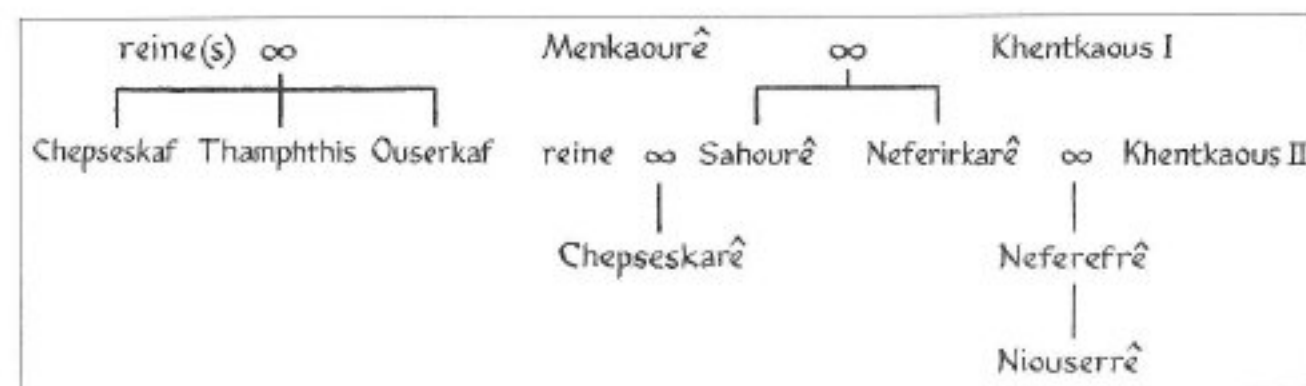 reine(s) ∞ Menkaourê ∞ Khentkaous I
Chepseskaf Thamphthis Ouserkaf reine ∞ Sahourê Neferirkarê ∞ Khentkaous II
Chepseskarê Neferefrê
Niouserrê